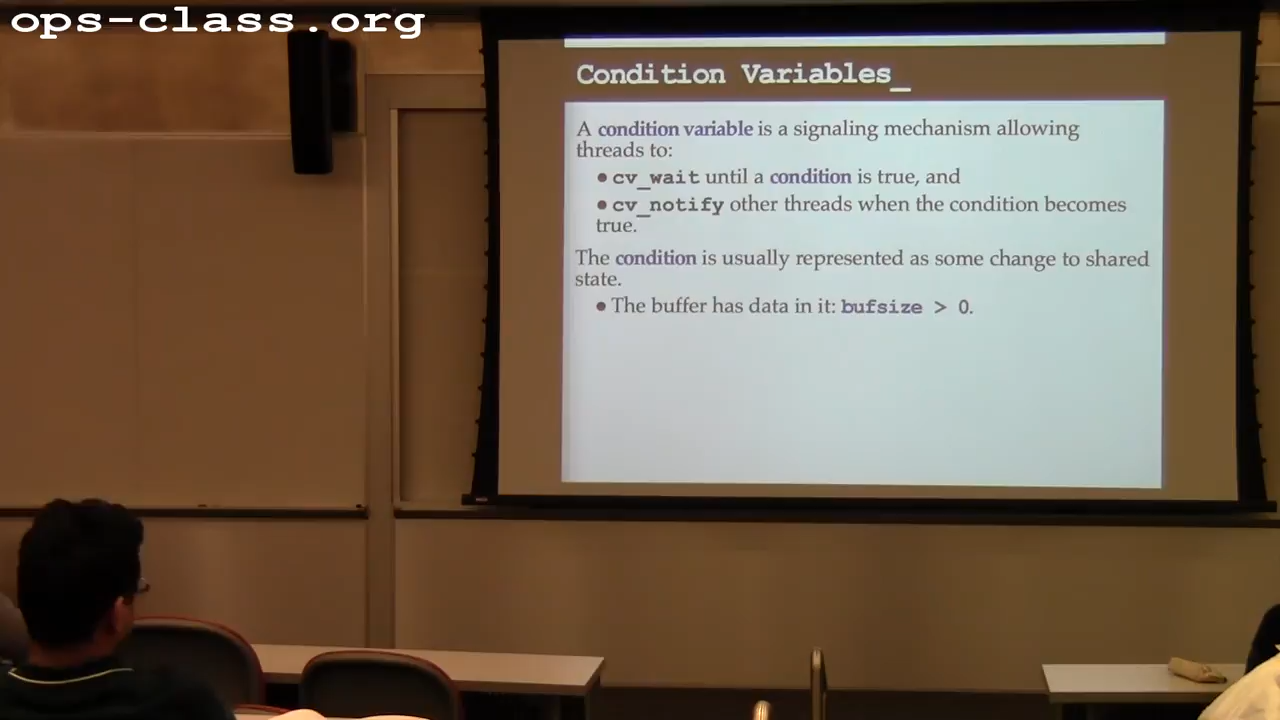 ops-class.org
Condition Variables_
A condition variable is a signaling mechanism allowing
threads to:
● cv_wait until a condition is true, and
● cv_notify other threads when the condition becomes
true.
The condition is usually represented as some change to shared
state.
● The buffer has data in it: bufsize > 0.